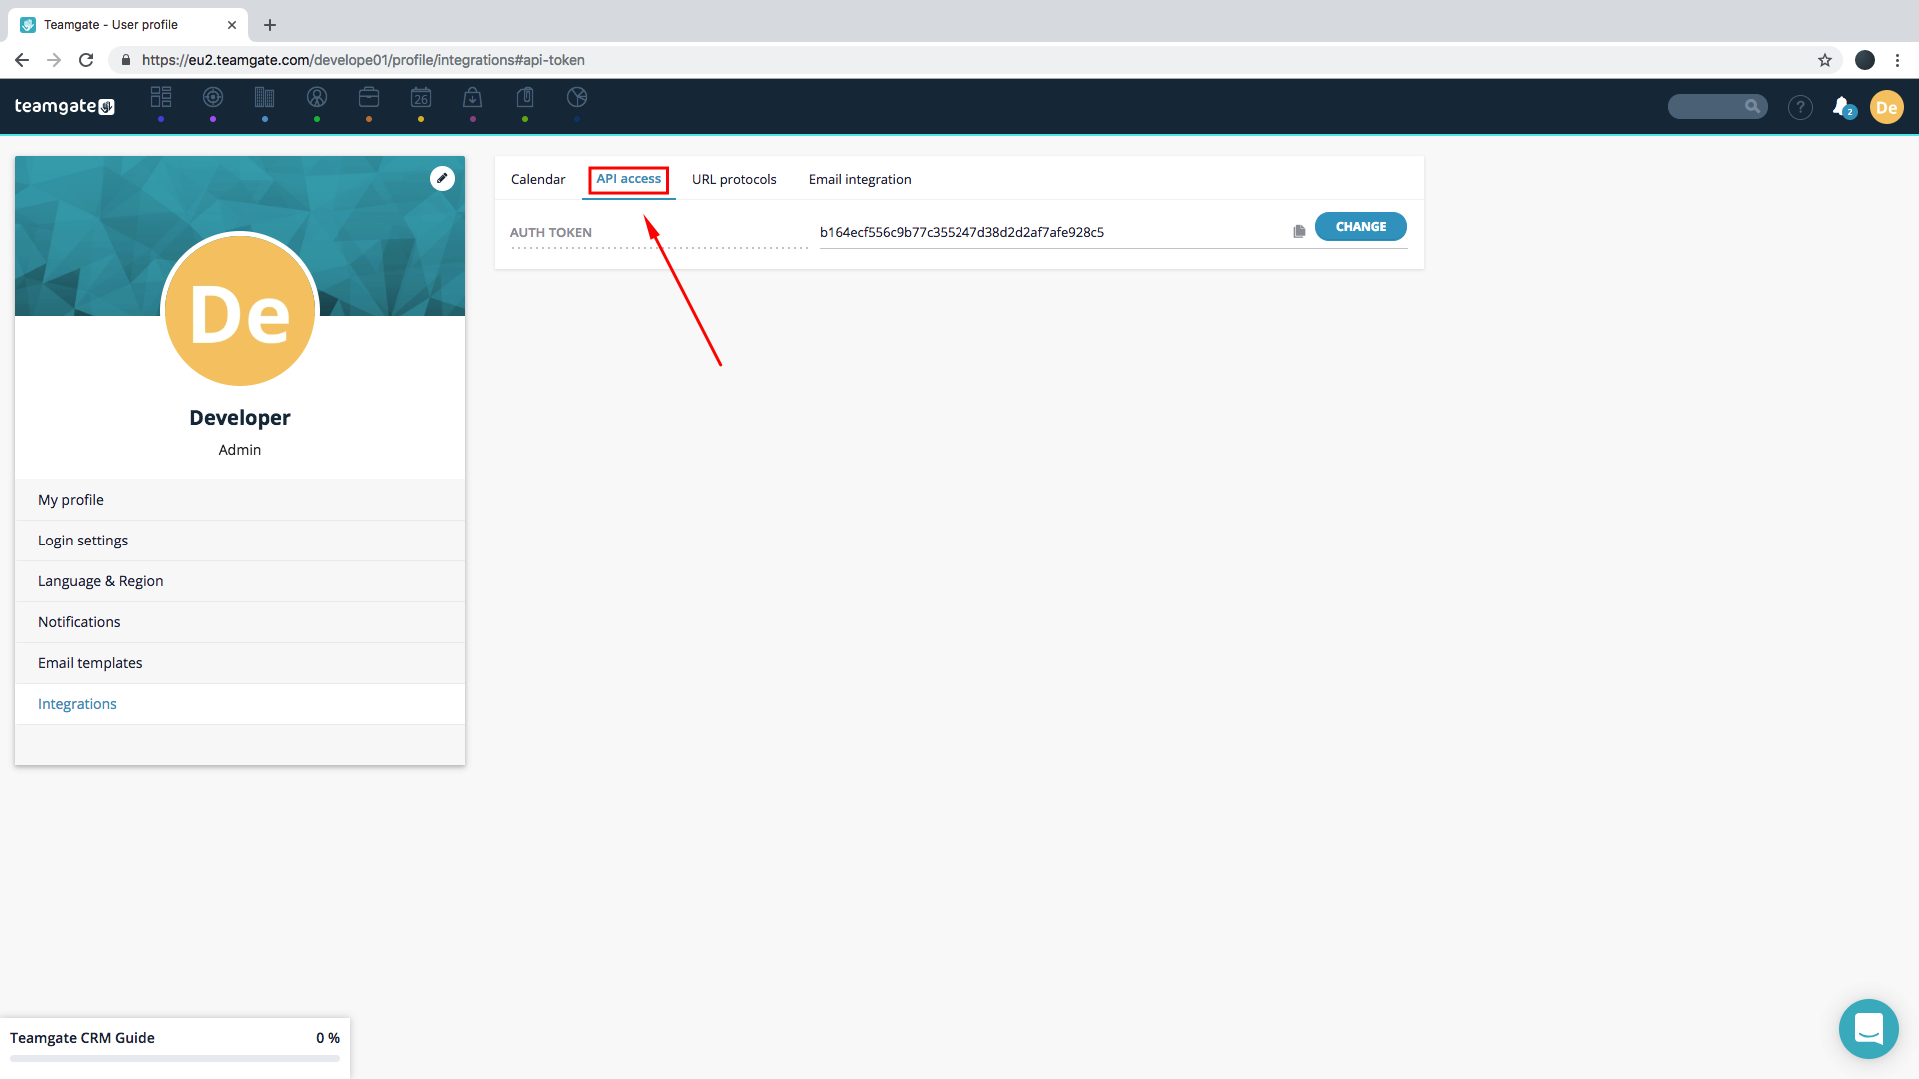 Teamgate - User profile
https://eu2.teamgate.com/develope01/profile/integrations#api-token
teamgate
26
?
2
De
Calendar
API access
URL protocols
Email integration
AUTH TOKEN
b164ecf556c9b77c355247d38d2d2af7afe928c5
CHANGE
De
Developer
Admin
My profile
Login settings
Language & Region
Notifications
Email templates
Integrations
Teamgate CRM Guide
0 %